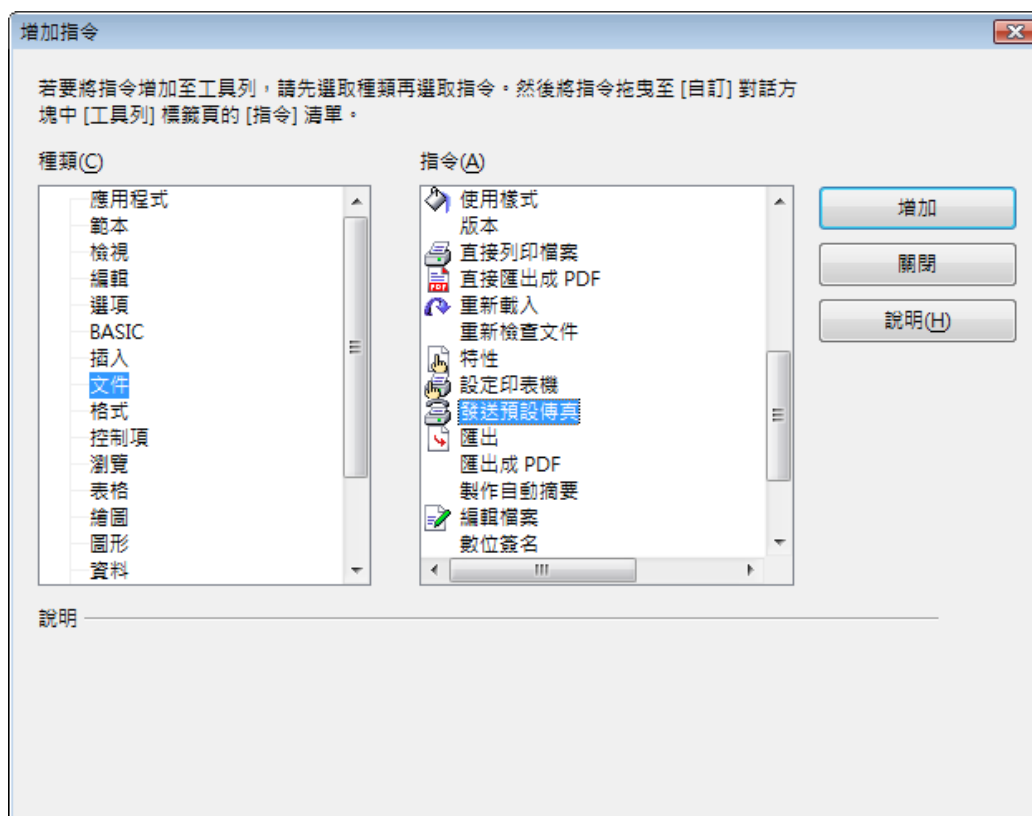 增加指令
若要將指令增加至工具列，請先選取種類再選取指令。然後將指令拖曳至 [自訂] 對話方
塊中 [工具列] 標籤頁的 [指令] 清單。
種類(C)
應用程式
範本
檢視
編輯
選項
BASIC
插入
文件
格式
控制項
瀏覽
表格
繪圖
圖形
資料
指令(A)
使用樣式
版本
直接列印檔案
直接匯出成 PDF
重新載入
重新檢查文件
特性
設定印表機
發送預設傳真
匯出
匯出成 PDF
製作自動摘要
編輯檔案
數位簽名
增加
關閉
說明(H)
說明